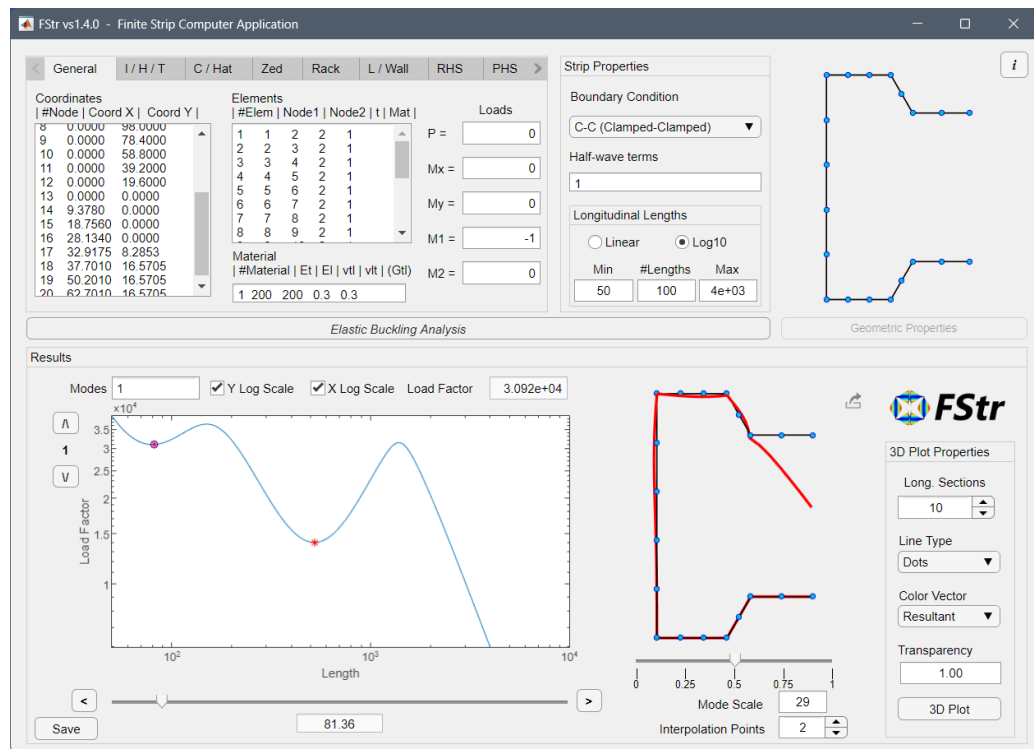 FStr vs1.4.0 - Finite Strip Computer Application
General I / H / T C / Hat Zed Rack L / Wall RHS PHS
Coordinates
| #Node | Coord X | Coord Y |
8 0.0000 98.0000
9 0.0000 78.4000
10 0.0000 58.8000
11 0.0000 39.2000
12 0.0000 19.6000
13 0.0000 0.0000
14 9.3780 0.0000
15 18.7560 0.0000
16 28.1340 0.0000
17 32.9175 8.2853
18 37.7010 16.5705
19 50.2010 16.5705
20 62.7010 16.5705
Elements
| #Elem | Node1 | Node2 | t | Mat |
1 1 2 2 1
2 2 3 2 1
3 3 4 2 1
4 4 5 2 1
5 5 6 2 1
6 6 7 2 1
7 7 8 2 1
8 8 9 2 1
Material
| #Material | Et | El | vtl | vlt | (Gtl)
1 200 200 0.3 0.3
Loads
P = 0
Mx = 0
My = 0
M1 = -1
M2 = 0
Strip Properties
Boundary Condition
C-C (Clamped-Clamped)
Half-wave terms
1
Longitudinal Lengths
Linear Log10
Min #Lengths Max
50 100 4e+03
i
Elastic Buckling Analysis
Geometric Properties
Results
Modes 1 Y Log Scale X Log Scale Load Factor 3.092e+04
/\
1
\/
×10⁴
3.5
3
2.5
2
1.5
1
Load Factor
10² 10³ 10⁴
Length
< >
81.36
Save
0 0.25 0.5 0.75 1
Mode Scale 29
Interpolation Points 2
FStr
3D Plot Properties
Long. Sections
10
Line Type
Dots
Color Vector
Resultant
Transparency
1.00
3D Plot